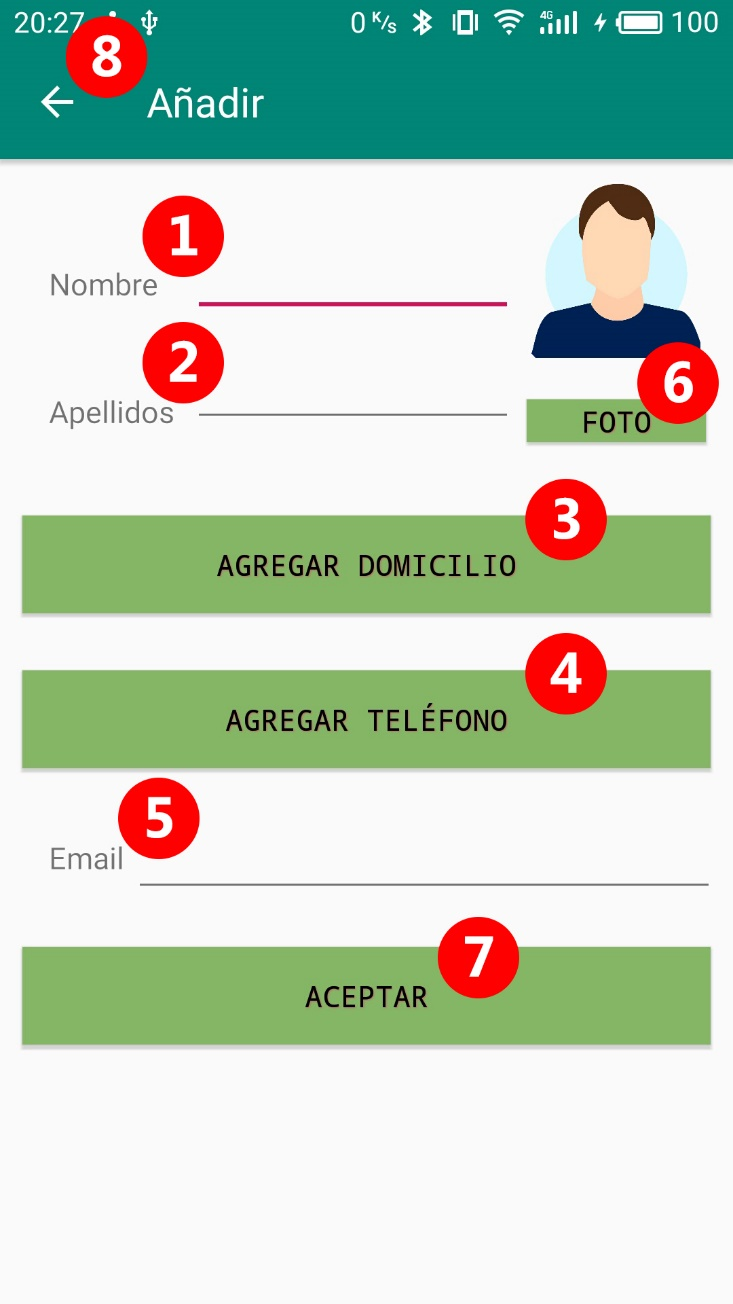 20:27 0 K/s 4G 100
8
Añadir
1
Nombre
2
Apellidos
6
FOTO
3
AGREGAR DOMICILIO
4
AGREGAR TELÉFONO
5
Email
7
ACEPTAR